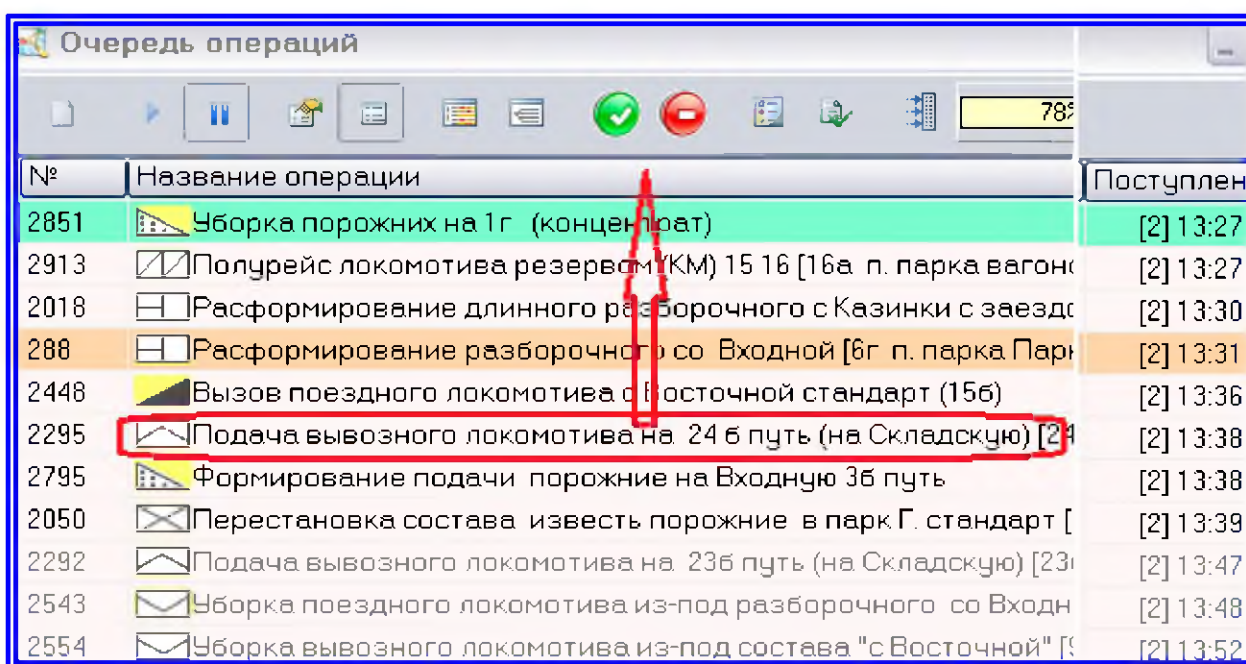 Очередь операций
78%
№ Название операции Поступлен
2851 Уборка порожних на 1г (концентрат) [2] 13:27
2913 Полурейс локомотива резервом (КМ) 15 16 [16а п. парка вагоно [2] 13:27
2018 Расформирование длинного разборочного с Казинки с заездо [2] 13:30
288 Расформирование разборочного со Входной [6г п. парка Парк [2] 13:31
2448 Вызов поездного локомотива с Восточной стандарт (15б) [2] 13:36
2295 Подача вывозного локомотива на 24 б путь (на Складскую) [24 [2] 13:38
2795 Формирование подачи порожние на Входную 3б путь [2] 13:38
2050 Перестановка состава известь порожние в парк Г. стандарт [ [2] 13:39
2292 Подача вывозного локомотива на 23б путь (на Складскую) [23 [2] 13:47
2543 Уборка поездного локомотива из-под разборочного со Входн [2] 13:48
2554 Уборка вывозного локомотива из-под состава "с Восточной" [9 [2] 13:52